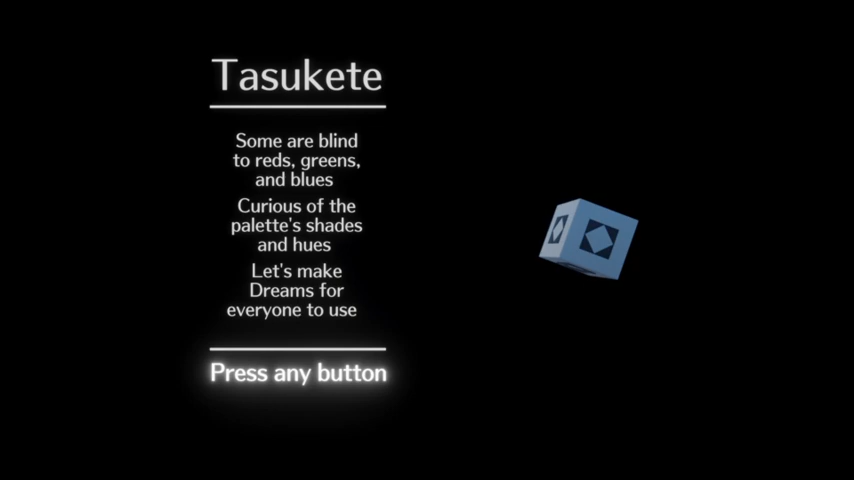 Tasukete
Some are blind
to reds, greens,
and blues
Curious of the
palette's shades
and hues
Let's make
Dreams for
everyone to use
Press any button